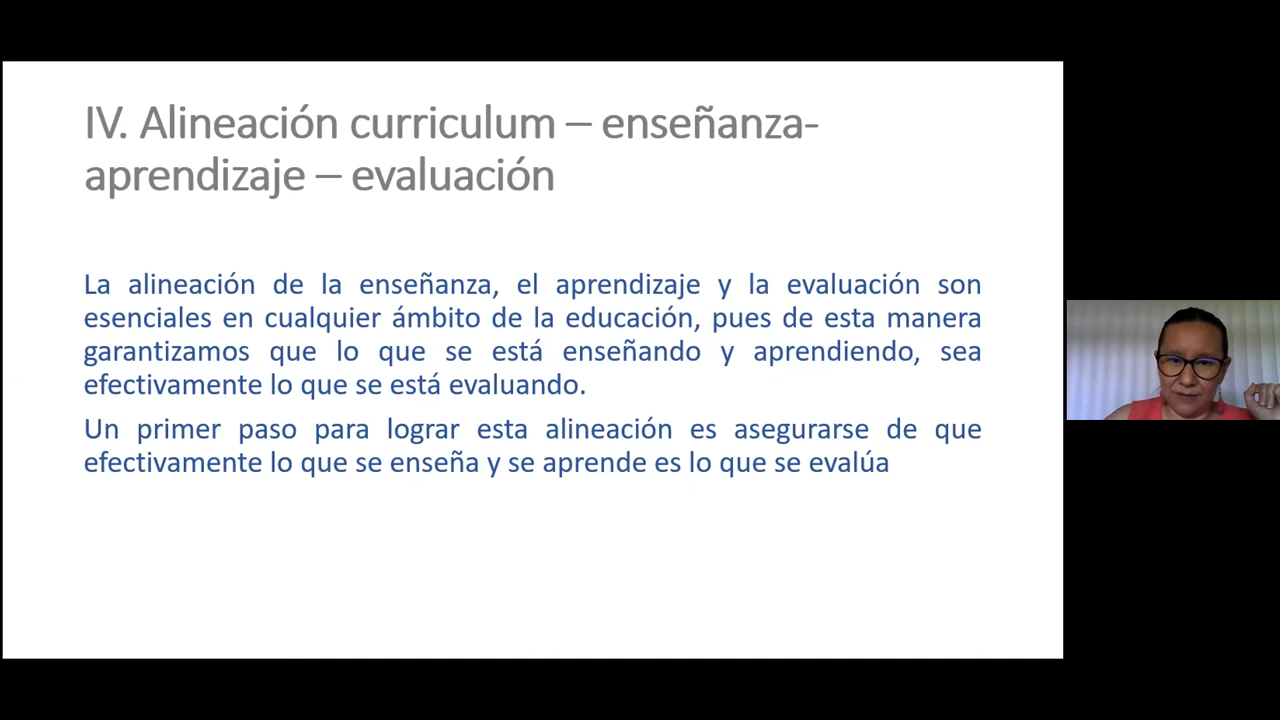 IV. Alineación curriculum – enseñanza-
aprendizaje – evaluación
La alineación de la enseñanza, el aprendizaje y la evaluación son
esenciales en cualquier ámbito de la educación, pues de esta manera
garantizamos que lo que se está enseñando y aprendiendo, sea
efectivamente lo que se está evaluando.
Un primer paso para lograr esta alineación es asegurarse de que
efectivamente lo que se enseña y se aprende es lo que se evalúa